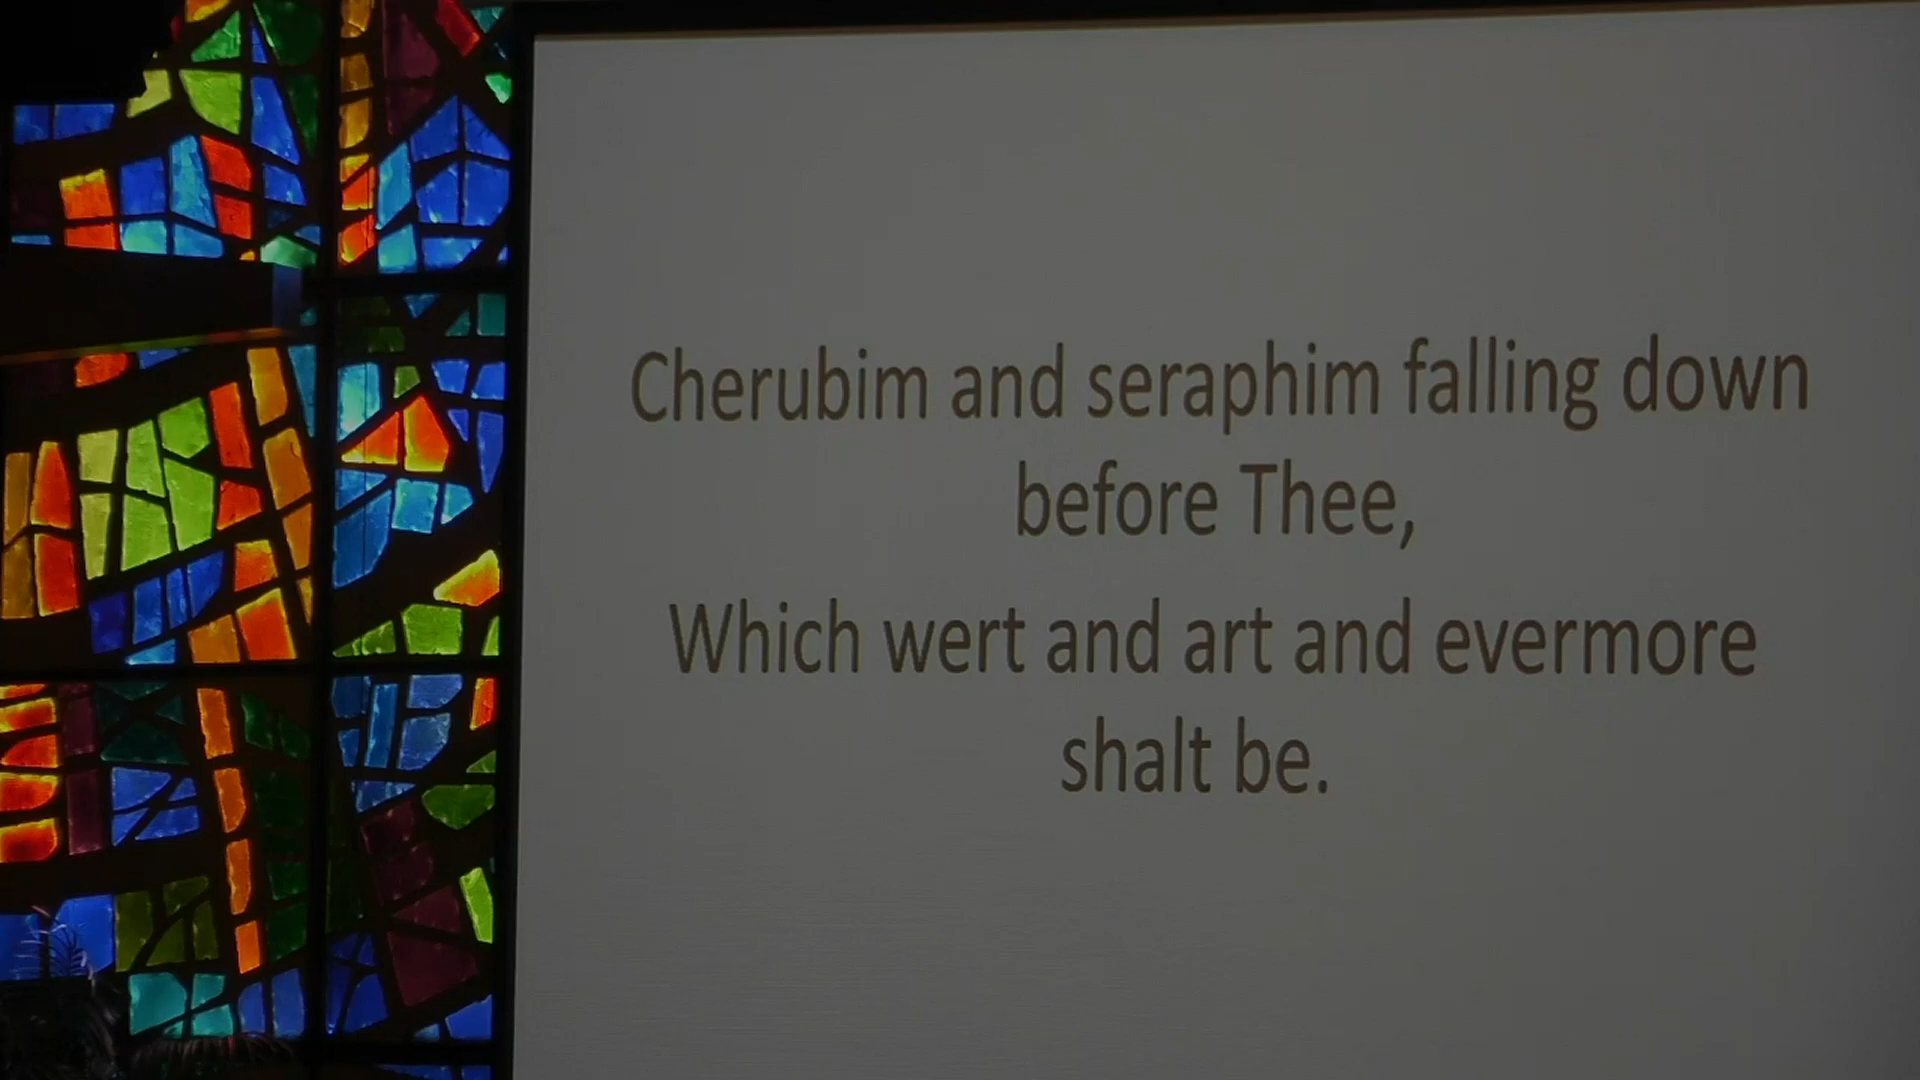 Cherubim and seraphim falling down
before Thee,
Which wert and art and evermore
shalt be.